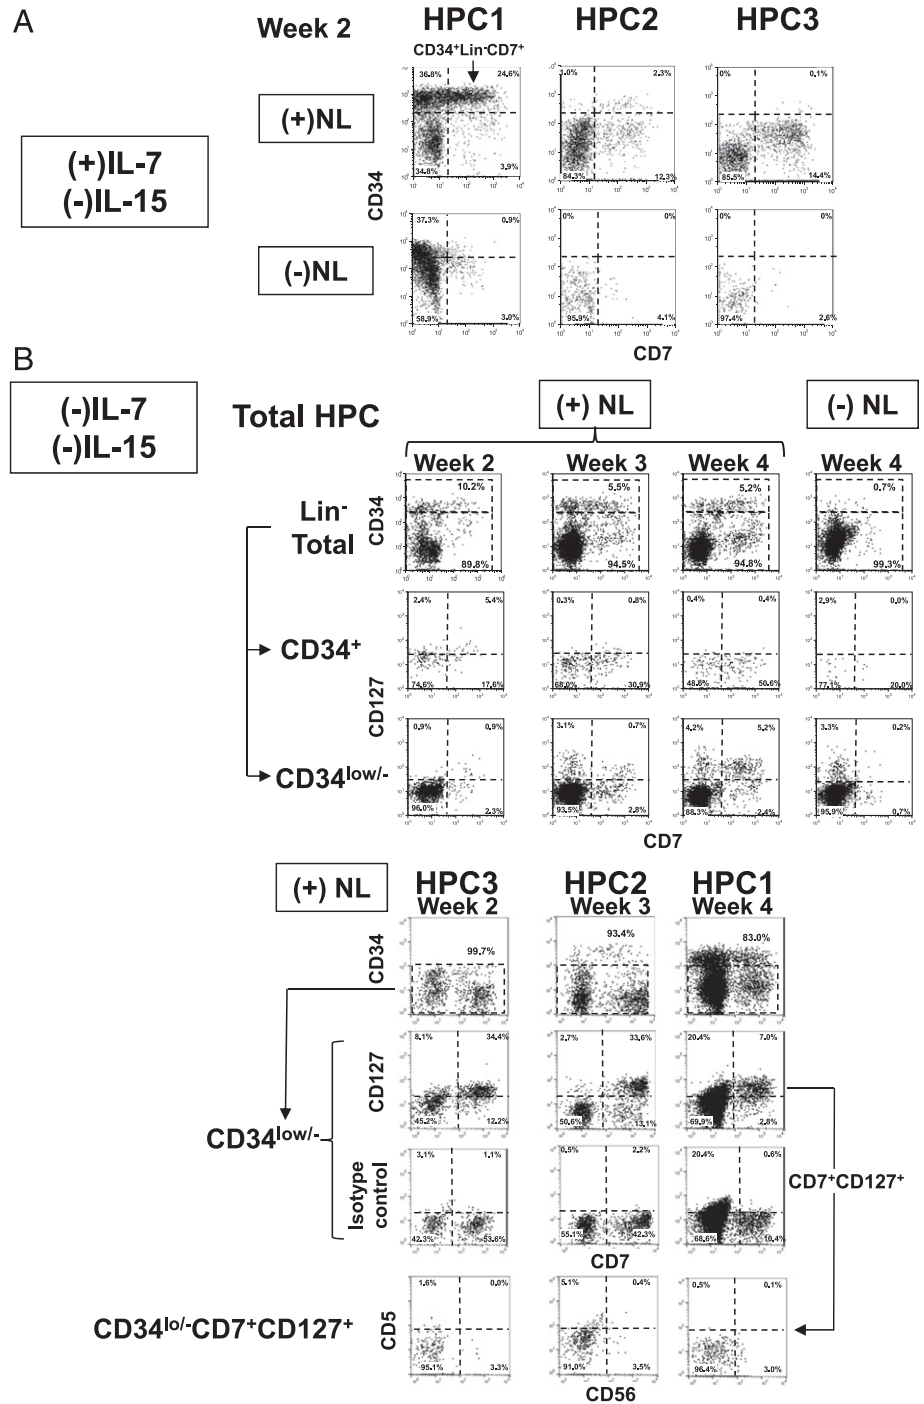 A
Week 2
HPC1
HPC2
HPC3
CD34⁺Lin⁻CD7⁺
(+)IL-7
(-)IL-15
(+)NL
CD34
36.8% 24.6%
34.8% 3.9%
1.0% 2.3%
84.3% 12.3%
0% 0.1%
85.5% 14.4%
(-)NL
37.3% 0.9%
58.9% 3.0%
0% 0%
95.9% 4.1%
0% 0%
97.4% 2.6%
CD7
B
(-)IL-7
(-)IL-15
Total HPC
(+) NL
(-) NL
Week 2
Week 3
Week 4
Week 4
Lin⁻
Total
CD34
10.2%
89.8%
5.5%
94.5%
5.2%
94.8%
0.7%
99.3%
CD34⁺
CD127
2.4% 5.4%
74.6% 17.6%
0.3% 0.8%
68.0% 30.9%
0.4% 0.4%
48.6% 50.6%
2.9% 0.0%
77.1% 20.0%
CD34low/-
0.9% 0.9%
96.0% 2.3%
3.1% 0.7%
93.5% 2.8%
4.2% 5.2%
88.3% 2.4%
3.3% 0.2%
95.9% 0.7%
CD7
(+) NL
HPC3
Week 2
HPC2
Week 3
HPC1
Week 4
CD34
99.7%
93.4%
83.0%
CD34low/-
CD127
8.1% 34.4%
45.2% 12.2%
2.7% 33.6%
50.6% 13.1%
20.4% 7.0%
69.9% 2.8%
Isotype
control
3.1% 1.1%
42.3% 53.6%
0.5% 2.2%
55.1% 42.3%
20.4% 0.6%
68.6% 10.4%
CD7⁺CD127⁺
CD7
CD34lo/-CD7⁺CD127⁺
CD5
1.6% 0.0%
95.1% 3.3%
5.1% 0.4%
91.0% 3.5%
0.5% 0.1%
96.4% 3.0%
CD56